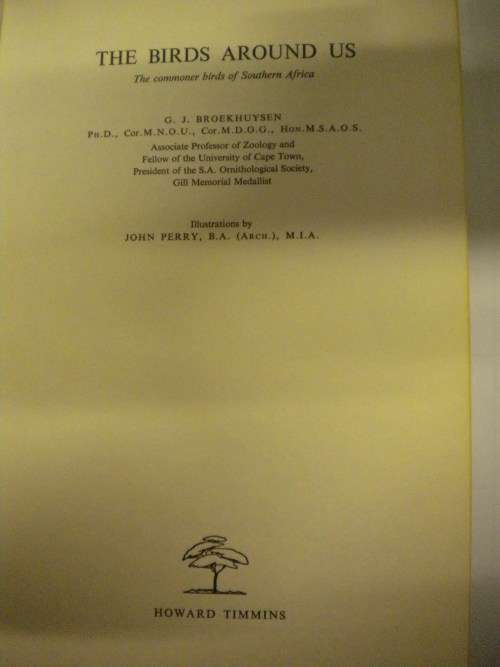 THE BIRDS AROUND US
The commoner birds of Southern Africa
G. J. BROEKHUYSEN
PH.D., COR.M.N.O.U., COR.M.D.O.G., HON.M.S.A.O.S.
Associate Professor of Zoology and
Fellow of the University of Cape Town,
President of the S.A. Ornithological Society,
Gill Memorial Medallist
Illustrations by
JOHN PERRY, B.A. (ARCH.), M.I.A.
HOWARD TIMMINS